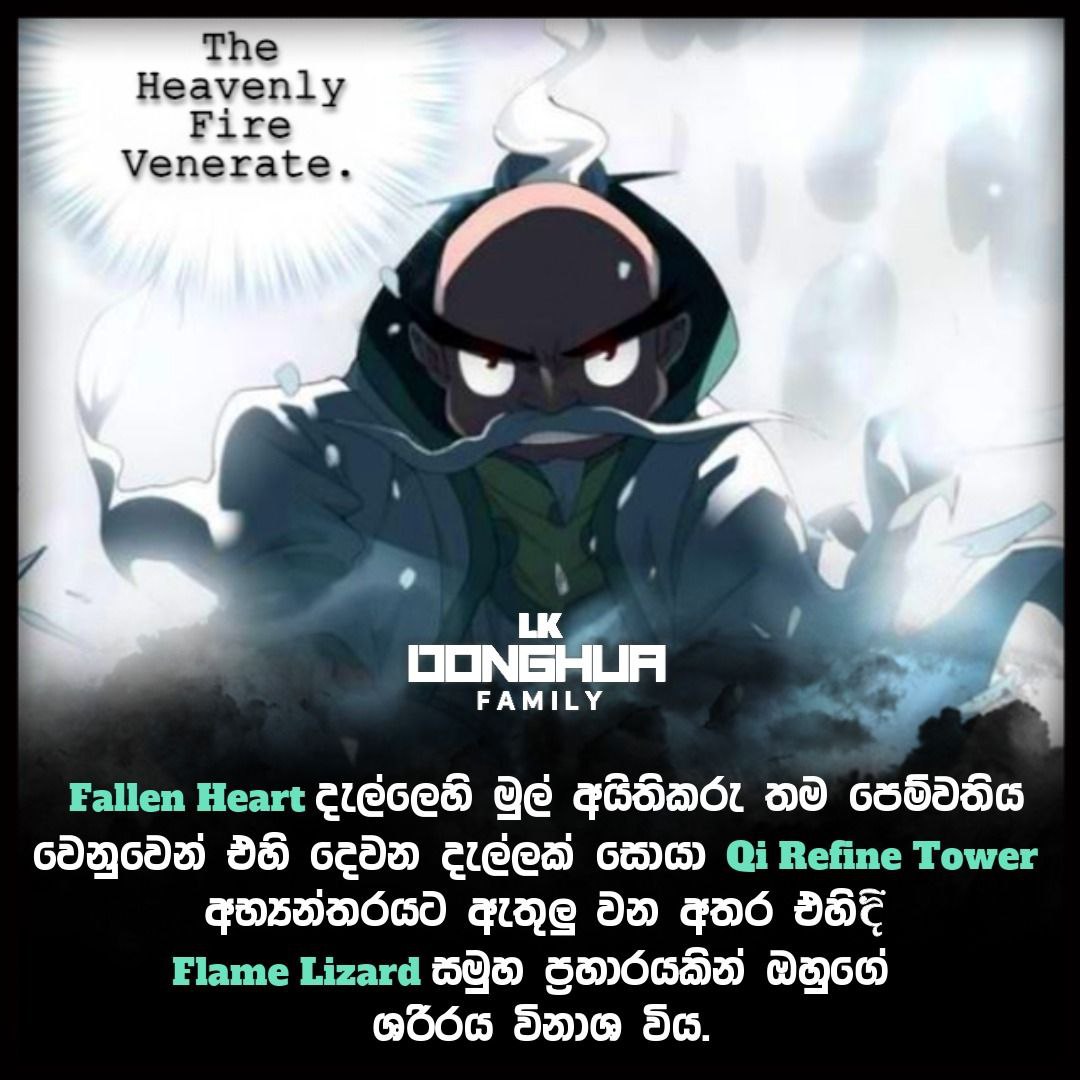 The
Heavenly
Fire
Venerate.
LK
DONGHUA
FAMILY
Fallen Heart දැල්ලෙහි මුල් අයිතිකරු තම පෙම්වතිය
වෙනුවෙන් එහි දෙවන දැල්ලක් සොයා Qi Refine Tower
අභ්‍යන්තරයට ඇතුලු වන අතර එහිදී
Flame Lizard සමුහ ප්‍රහාරයකින් ඔහුගේ
ශරීරය විනාශ විය.